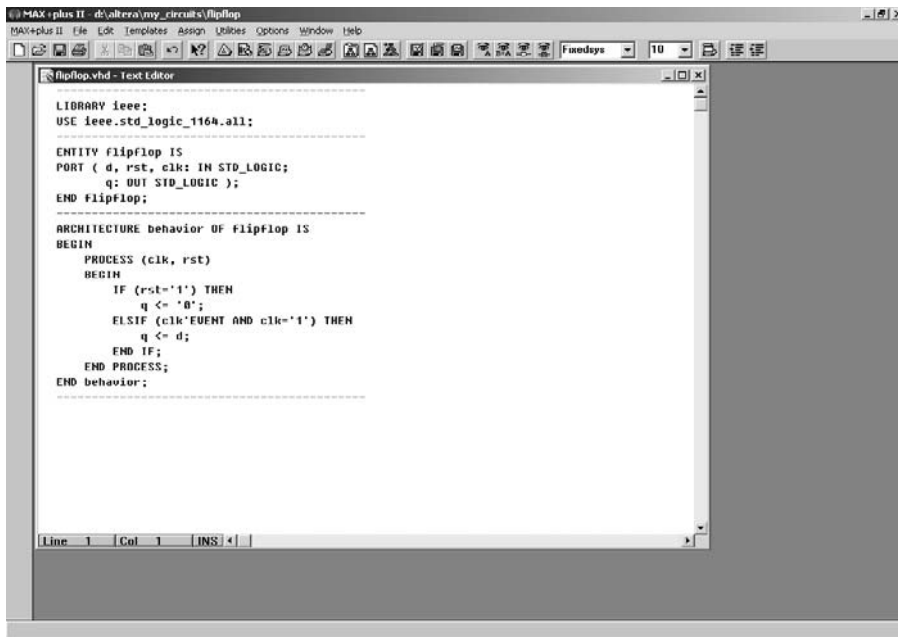 MAX+plus II - d:\altera\my_circuits\flipflop
MAX+plus II File Edit Templates Assign Utilities Options Window Help
Fixedsys 10
flipflop.vhd - Text Editor
--------------------------------------------
LIBRARY ieee;
USE ieee.std_logic_1164.all;
--------------------------------------------
ENTITY flipflop IS
PORT ( d, rst, clk: IN STD_LOGIC;
q: OUT STD_LOGIC );
END flipflop;
--------------------------------------------
ARCHITECTURE behavior OF flipflop IS
BEGIN
PROCESS (clk, rst)
BEGIN
IF (rst='1') THEN
q <= '0';
ELSIF (clk'EVENT AND clk='1') THEN
q <= d;
END IF;
END PROCESS;
END behavior;
--------------------------------------------
Line 1 Col 1 INS